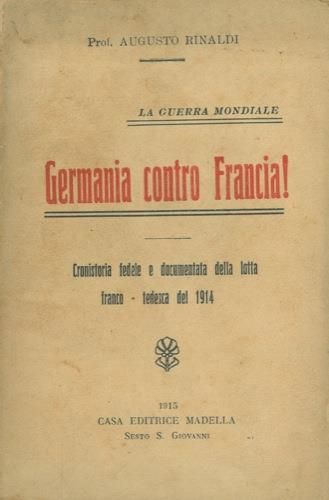 Prof. AUGUSTO RINALDI
LA GUERRA MONDIALE
Germania contro Francia!
Cronistoria fedele e documentata della lotta
franco - tedesca del 1914
1915
CASA EDITRICE MADELLA
SESTO S. GIOVANNI